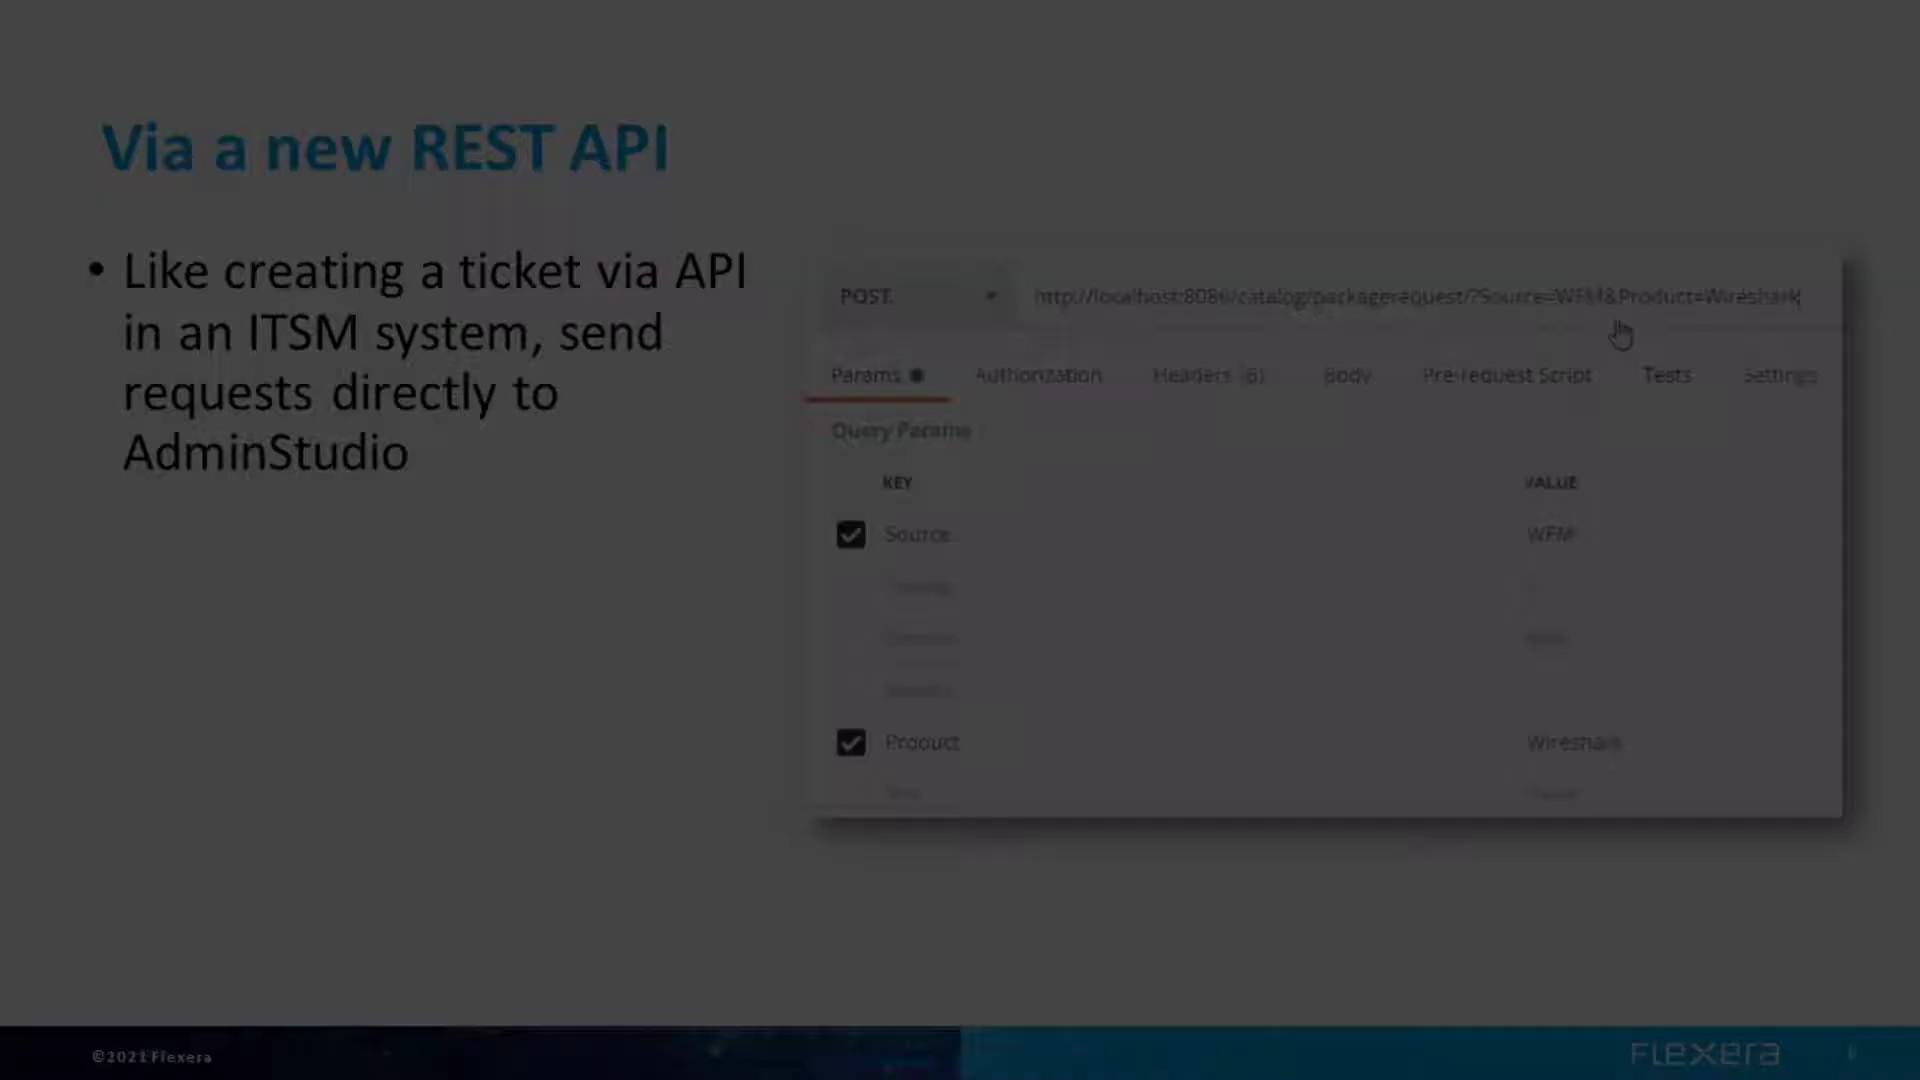 Via a new REST API
• Like creating a ticket via API
in an ITSM system, send
requests directly to
AdminStudio
POST
http://localhost:8086/catalog/packagerequest/?Source=WFM&Product=Wireshark
Params Authorization Headers (6) Body Pre-request Script Tests Settings
Query Params
KEY VALUE
Source WFM
Product Wireshark
©2021 Flexera
FLEXERA